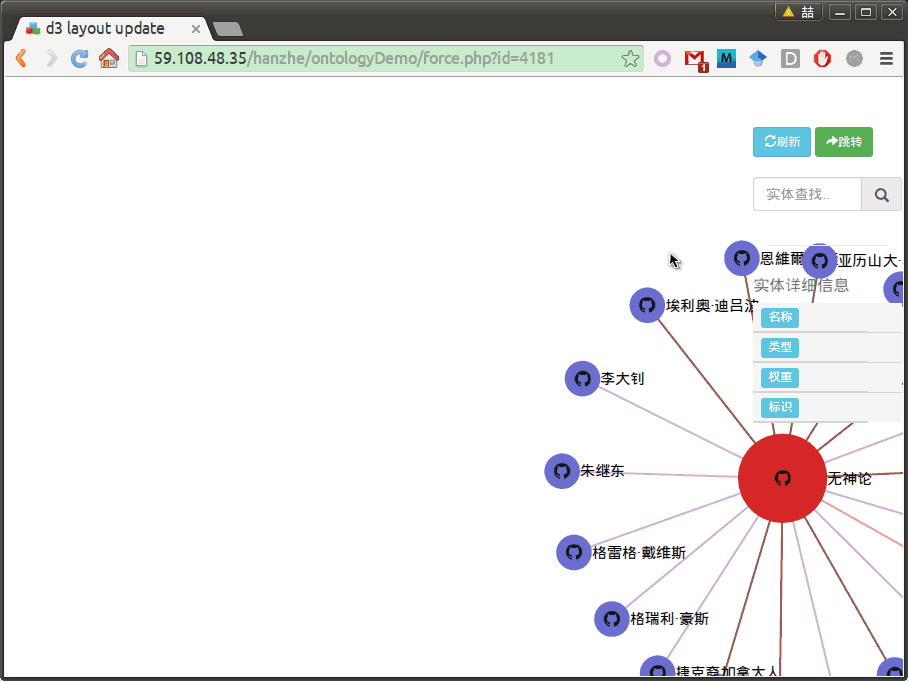 喆
d3 layout update
59.108.48.35/hanzhe/ontologyDemo/force.php?id=4181
1
M
D
刷新
跳转
实体查找..
恩維爾
亚历山大·
实体详细信息
埃利奥·迪吕波
名称
类型
李大钊
权重
标识
朱继东
无神论
格雷格·戴维斯
格瑞利·豪斯
捷克裔加拿大人